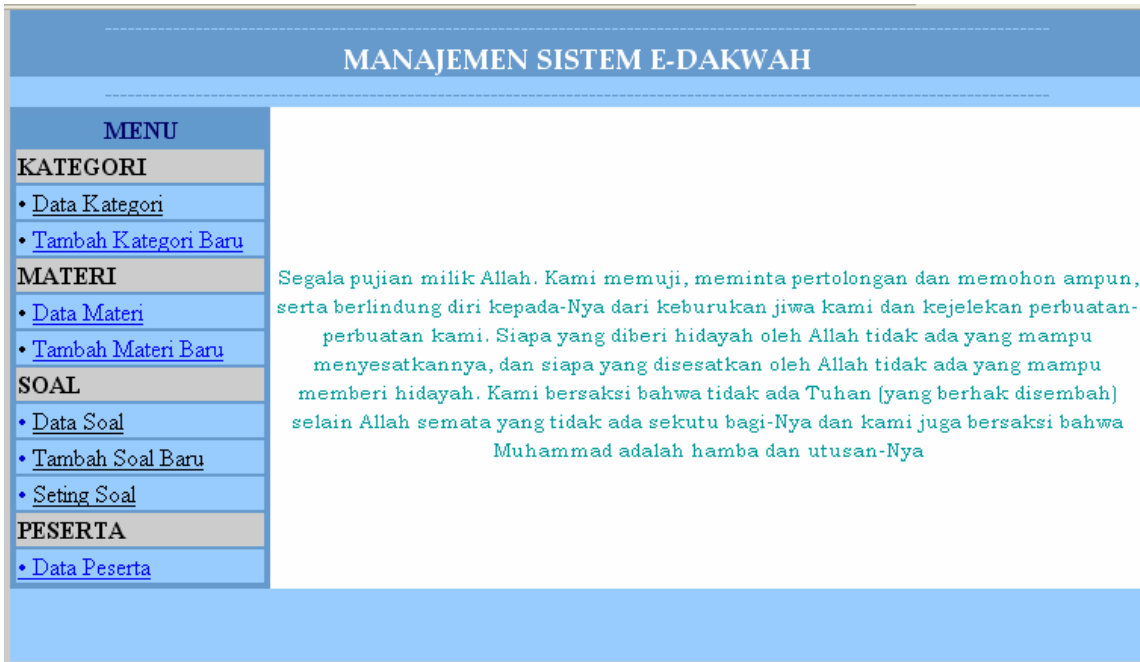 MANAJEMEN SISTEM E-DAKWAH
MENU
KATEGORI
• Data Kategori
• Tambah Kategori Baru
MATERI
• Data Materi
• Tambah Materi Baru
SOAL
• Data Soal
• Tambah Soal Baru
• Seting Soal
PESERTA
• Data Peserta
Segala pujian milik Allah. Kami memuji, meminta pertolongan dan memohon ampun,
serta berlindung diri kepada-Nya dari keburukan jiwa kami dan kejelekan perbuatan-
perbuatan kami. Siapa yang diberi hidayah oleh Allah tidak ada yang mampu
menyesatkannya, dan siapa yang disesatkan oleh Allah tidak ada yang mampu
memberi hidayah. Kami bersaksi bahwa tidak ada Tuhan (yang berhak disembah)
selain Allah semata yang tidak ada sekutu bagi-Nya dan kami juga bersaksi bahwa
Muhammad adalah hamba dan utusan-Nya